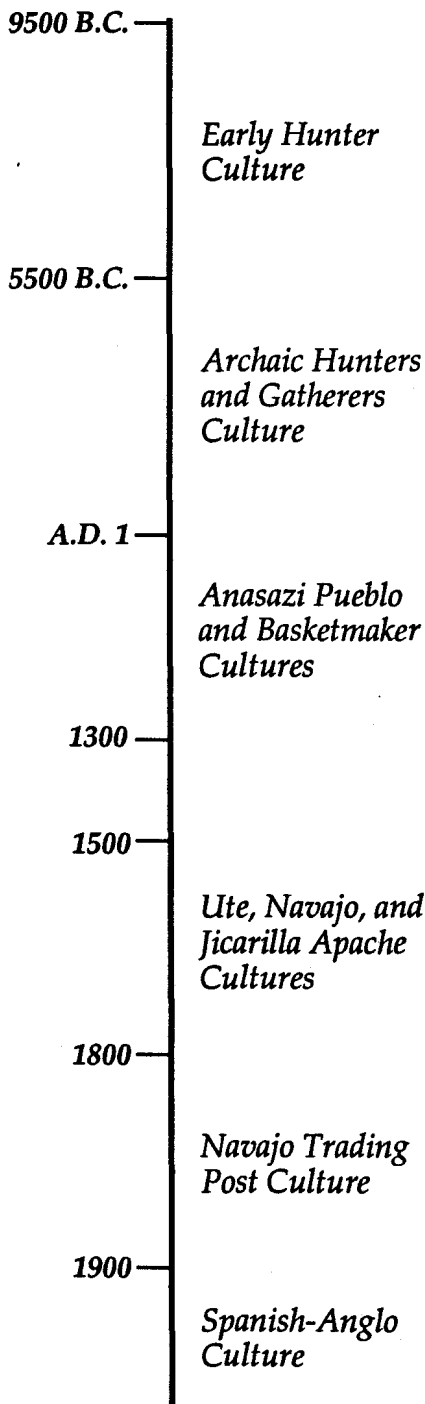 9500 B.C.
Early Hunter
Culture
5500 B.C.
Archaic Hunters
and Gatherers
Culture
A.D. 1
Anasazi Pueblo
and Basketmaker
Cultures
1300
1500
Ute, Navajo, and
Jicarilla Apache
Cultures
1800
Navajo Trading
Post Culture
1900
Spanish-Anglo
Culture